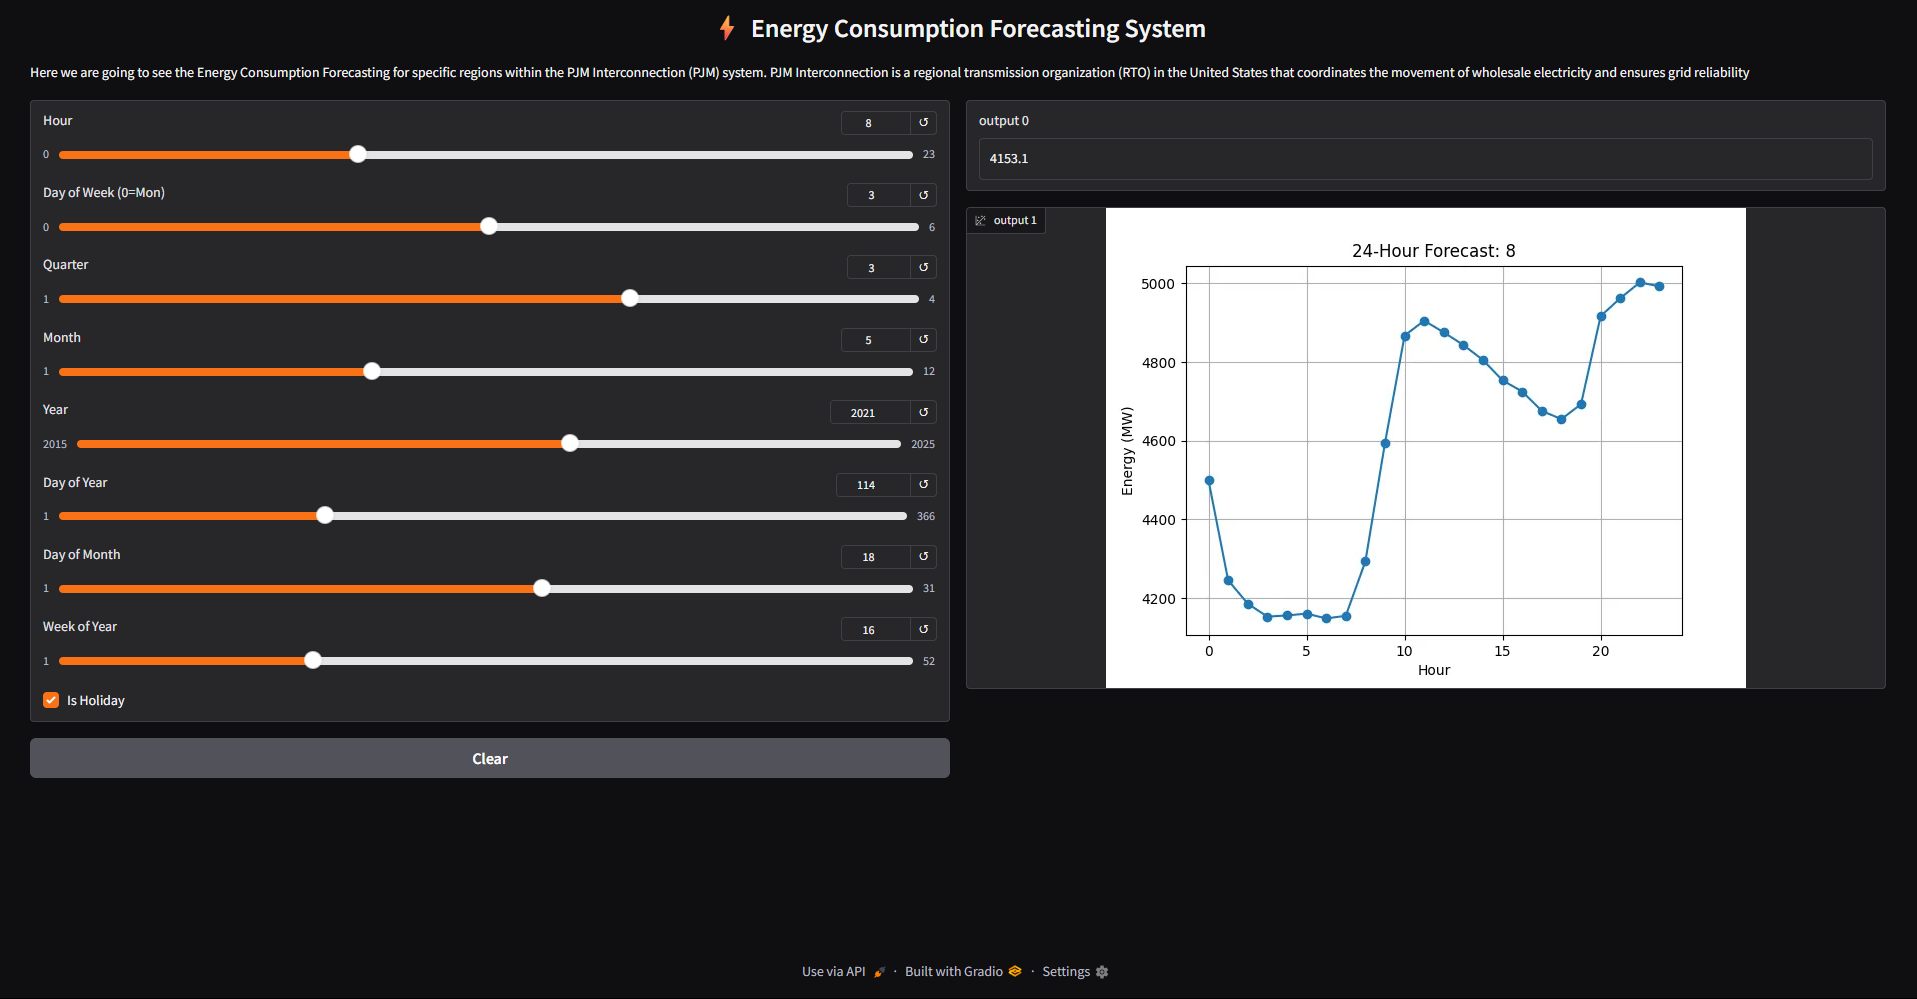 ⚡ Energy Consumption Forecasting System
Here we are going to see the Energy Consumption Forecasting for specific regions within the PJM Interconnection (PJM) system. PJM Interconnection is a regional transmission organization (RTO) in the United States that coordinates the movement of wholesale electricity and ensures grid reliability
Hour
8 ↺
0 23
Day of Week (0=Mon)
3 ↺
0 6
Quarter
3 ↺
1 4
Month
5 ↺
1 12
Year
2021 ↺
2015 2025
Day of Year
114 ↺
1 366
Day of Month
18 ↺
1 31
Week of Year
16 ↺
1 52
Is Holiday
Clear
output 0
4153.1
output 1
24-Hour Forecast: 8
5000
4800
4600
4400
4200
Energy (MW)
0 5 10 15 20
Hour
Use via API · Built with Gradio · Settings